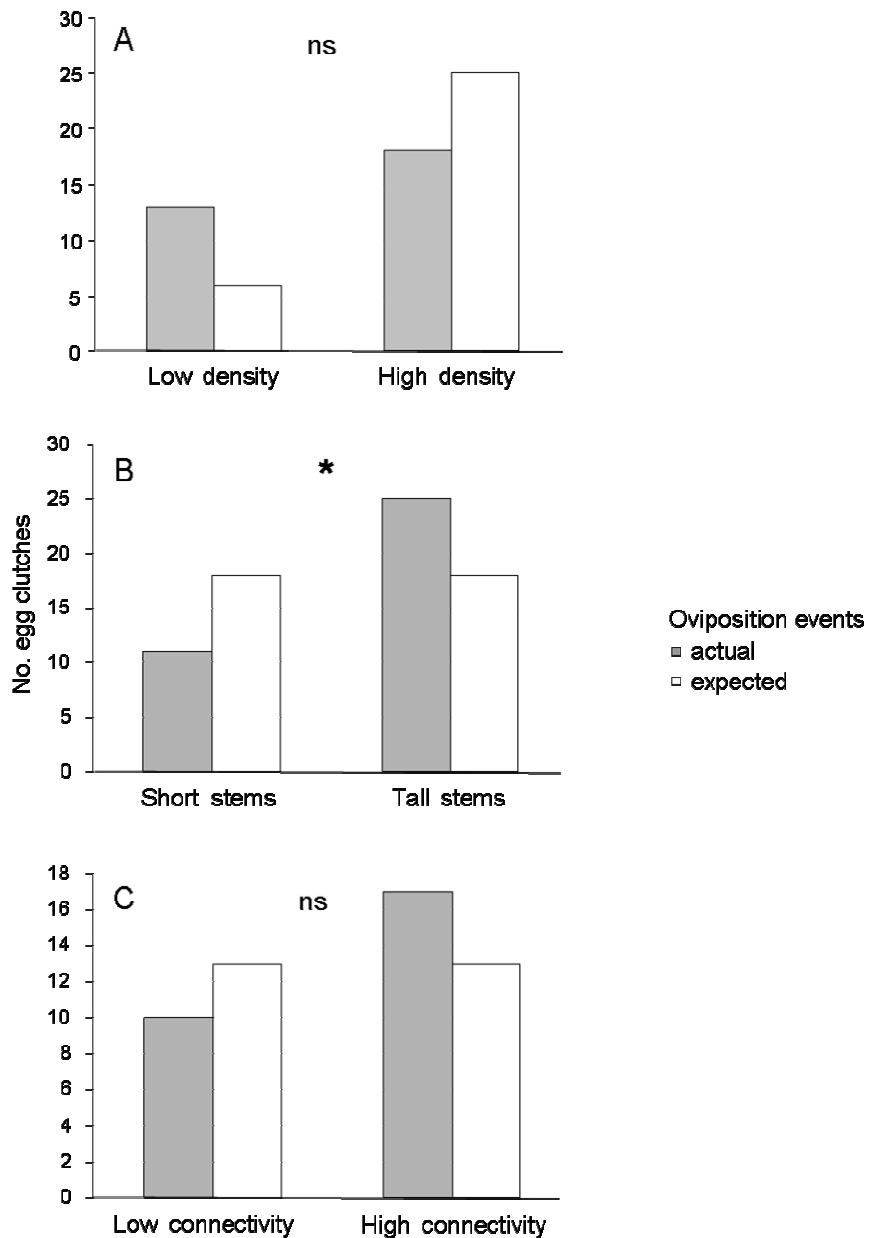 A
ns
30
25
20
15
10
5
0
Low density High density
B
*
30
25
20
15
10
5
0
Short stems Tall stems
No. egg clutches
Oviposition events
actual
expected
C
ns
18
16
14
12
10
8
6
4
2
0
Low connectivity High connectivity